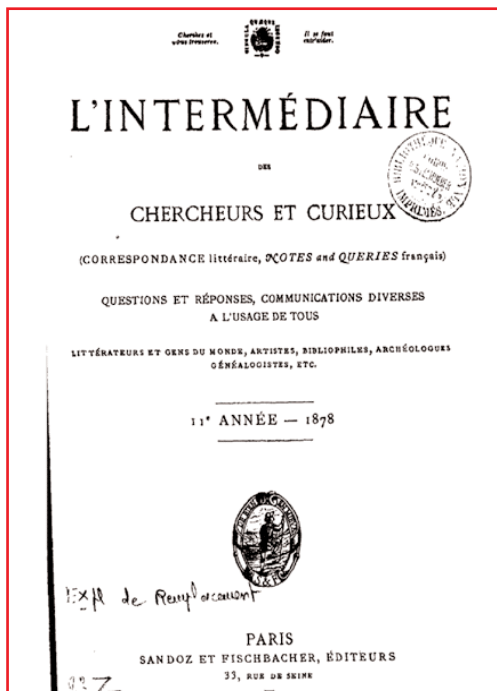 Cherchez et
vous trouverez.
Il se faut
entr'aider.
L'INTERMÉDIAIRE
DES
CHERCHEURS ET CURIEUX
(CORRESPONDANCE littéraire, NOTES and QUERIES français)
QUESTIONS ET RÉPONSES, COMMUNICATIONS DIVERSES
A L'USAGE DE TOUS
LITTÉRATEURS ET GENS DU MONDE, ARTISTES, BIBLIOPHILES, ARCHÉOLOGUES
GÉNÉALOGISTES, ETC.
11e ANNÉE — 1878
Expl de Remplacement
PARIS
SANDOZ ET FISCHBACHER, ÉDITEURS
33, RUE DE SEINE